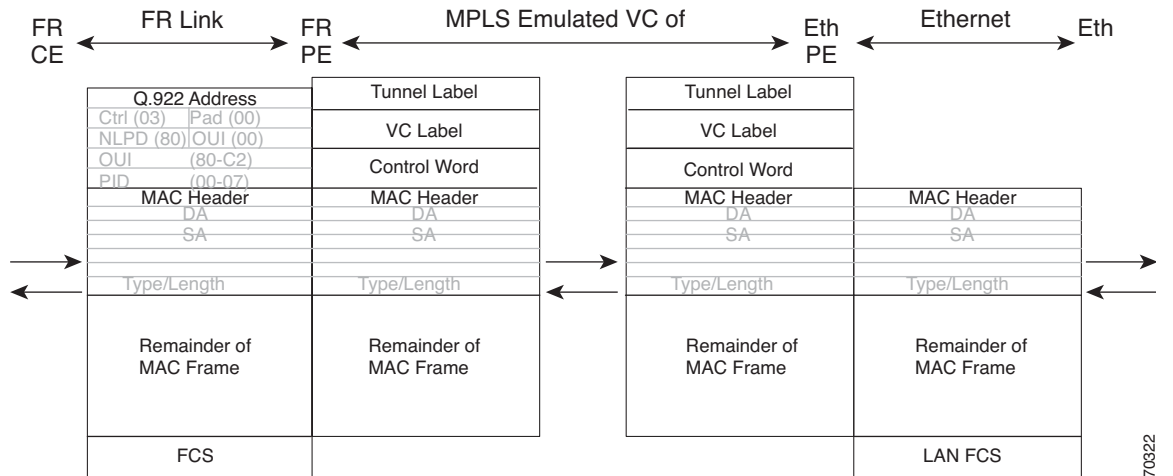 FR Link
MPLS Emulated VC of
Ethernet
FR
CE
FR
PE
Eth
PE
Eth
Q.922 Address
Ctrl (03) Pad (00)
NLPD (80) OUI (00)
OUI (80-C2)
PID (00-07)
MAC Header
DA
SA
Type/Length
Remainder of
MAC Frame
FCS
Tunnel Label
VC Label
Control Word
MAC Header
DA
SA
Type/Length
Remainder of
MAC Frame
Tunnel Label
VC Label
Control Word
MAC Header
DA
SA
Type/Length
Remainder of
MAC Frame
MAC Header
DA
SA
Type/Length
Remainder of
MAC Frame
LAN FCS
70322